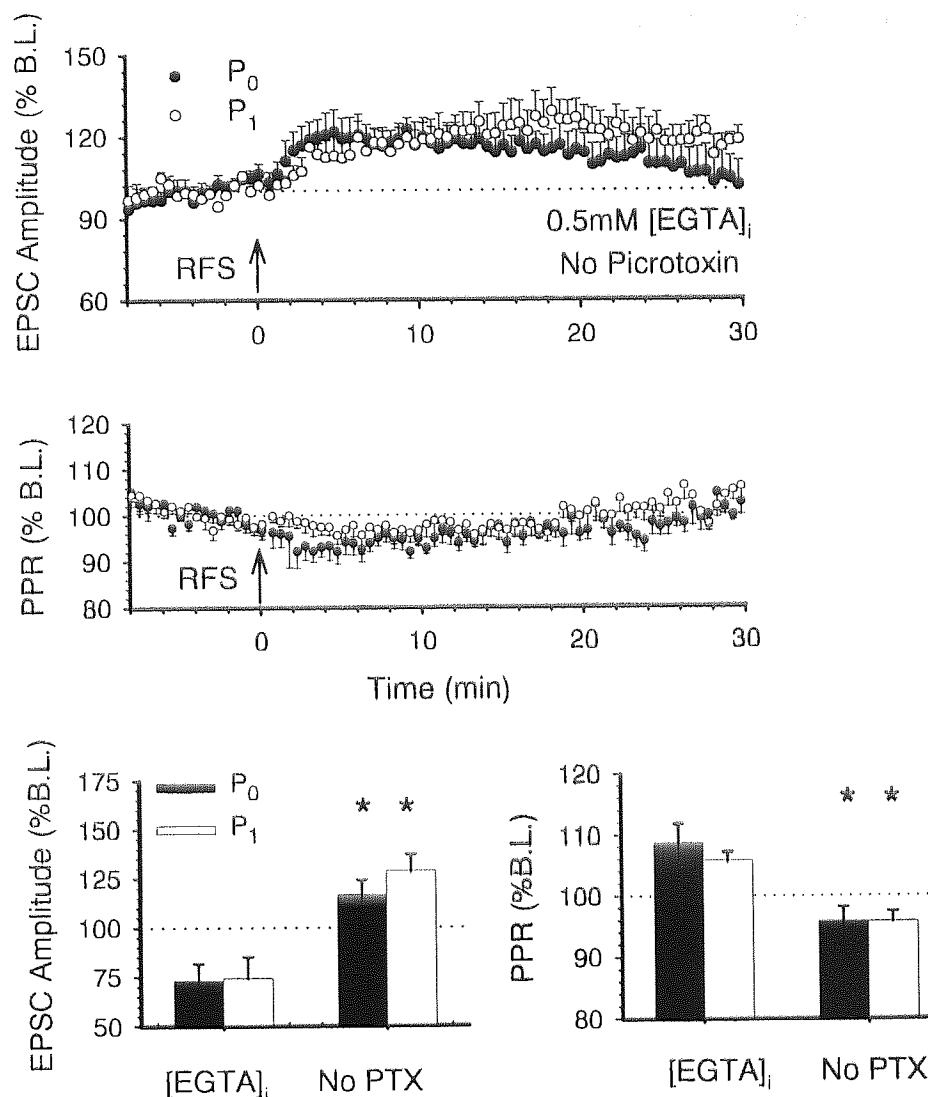 EPSC Amplitude (% B.L.)
150
120
90
60
P0
P1
0.5mM [EGTA]i
No Picrotoxin
RFS
0
10
20
30
PPR (% B.L.)
120
110
100
90
80
RFS
0
10
20
30
Time (min)
EPSC Amplitude (%B.L.)
175
150
125
100
75
50
P0
P1
* *
[EGTA]i
No PTX
PPR (%B.L.)
120
110
100
90
80
* *
[EGTA]i
No PTX